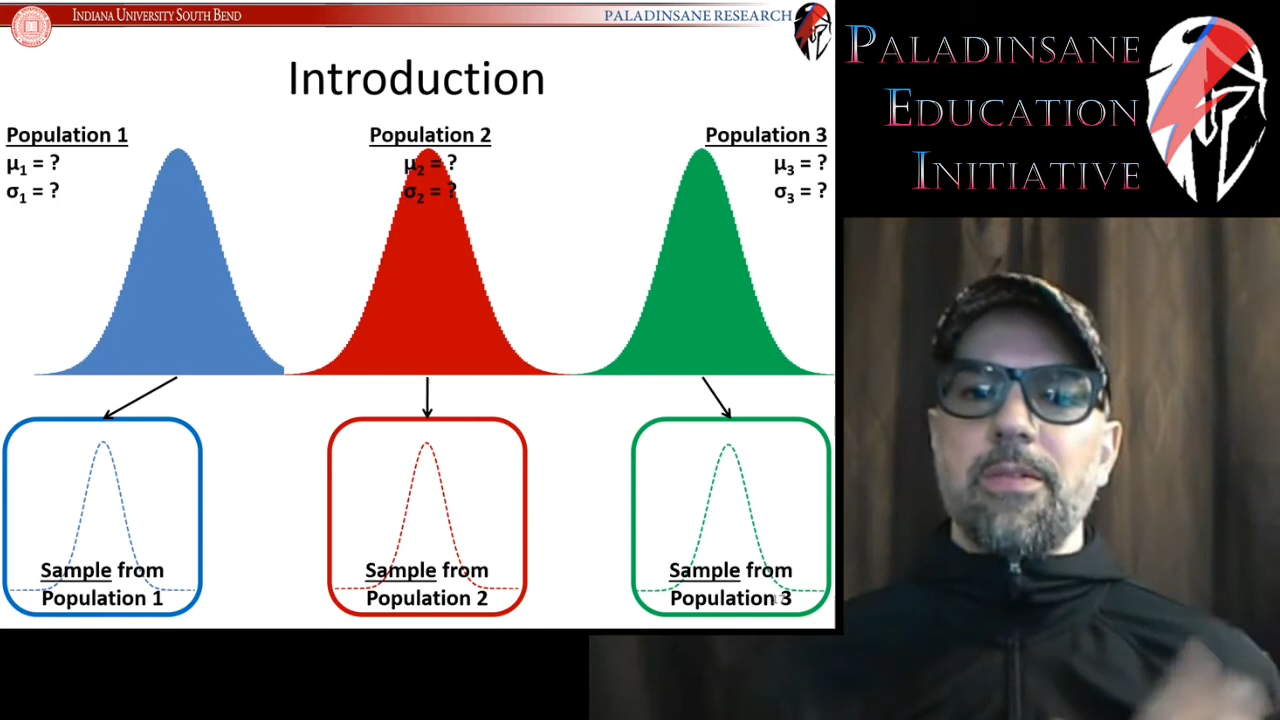 INDIANA UNIVERSITY SOUTH BEND
PALADINSANE RESEARCH
PALADINSANE
EDUCATION
INITIATIVE
Introduction
Population 1
μ1 = ?
σ1 = ?
Population 2
μ2 = ?
σ2 = ?
Population 3
μ3 = ?
σ3 = ?
Sample from
Population 1
Sample from
Population 2
Sample from
Population 3